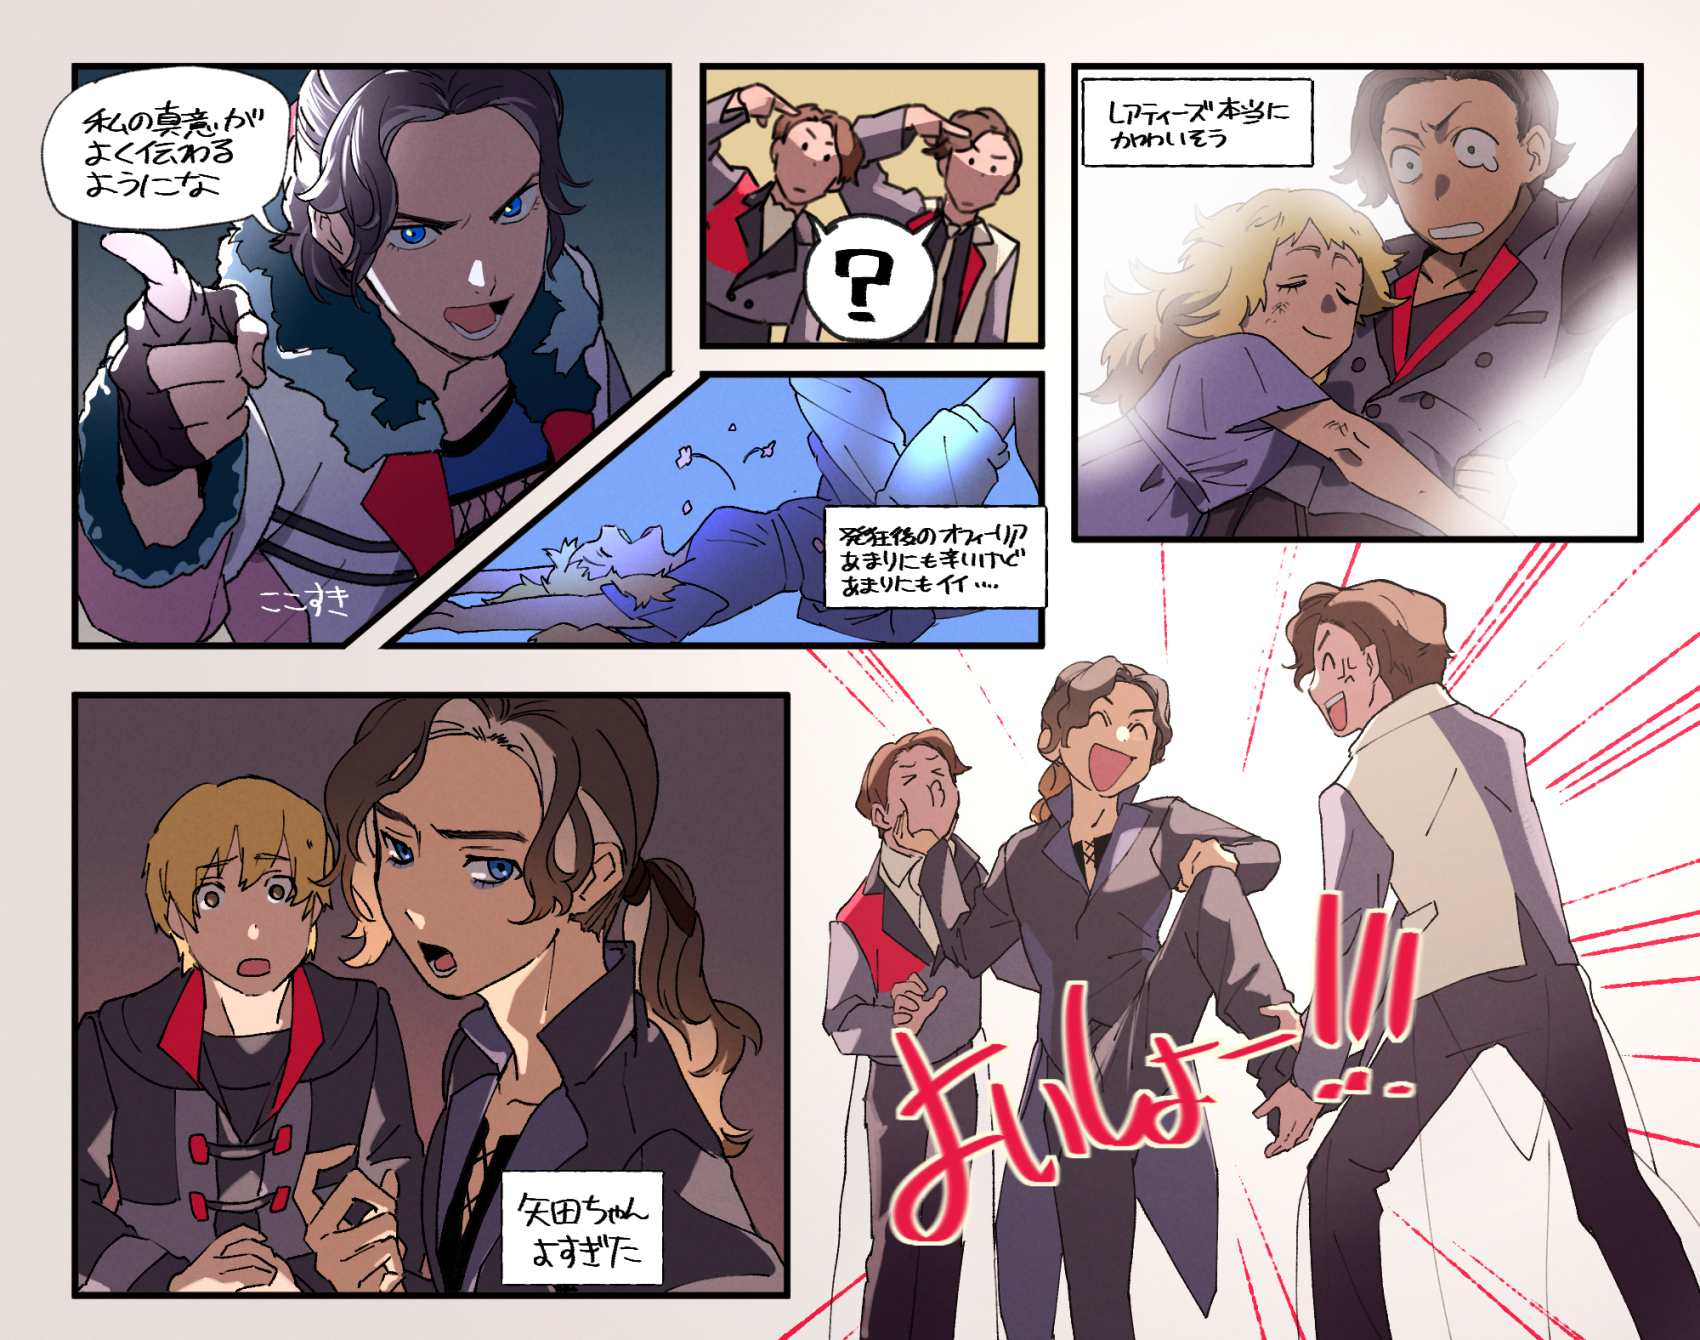 私の真意が
よく伝わる
ようにな
ここすき
?
発狂後のオフィーリア
あまりにも辛いけど
あまりにもイイ‥‥
レアティーズ本当に
かわいそう
矢田ちゃん
よすぎた
よいしょー!!!